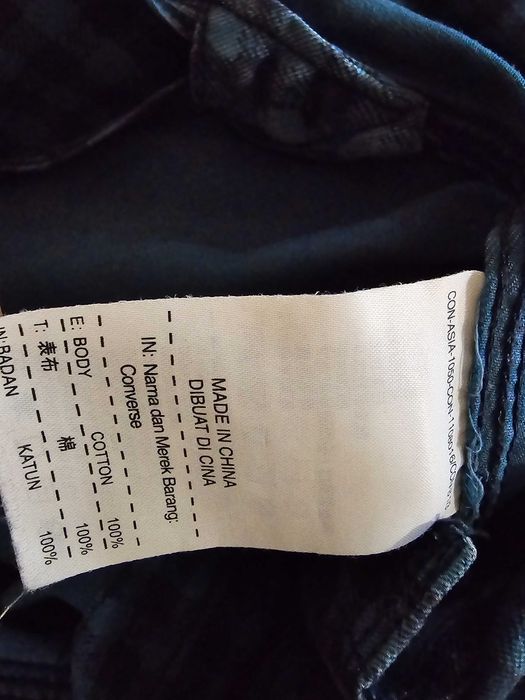 MADE IN CHINA
DIBUAT DI CINA
IN: Nama dan Merek Barang:
Converse
E: BODY COTTON 100%
T: 表布 棉 100%
IN:BADAN KATUN 100%